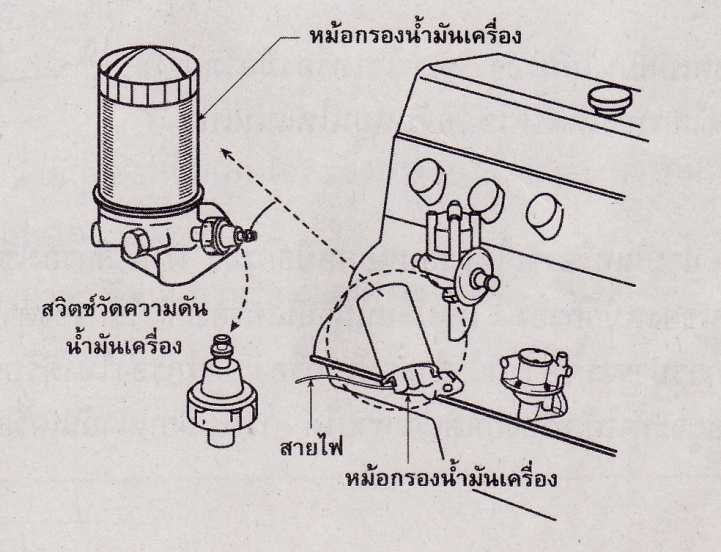 หม้อกรองน้ำมันเครื่อง
สวิตช์วัดความดัน
น้ำมันเครื่อง
สายไฟ
หม้อกรองน้ำมันเครื่อง